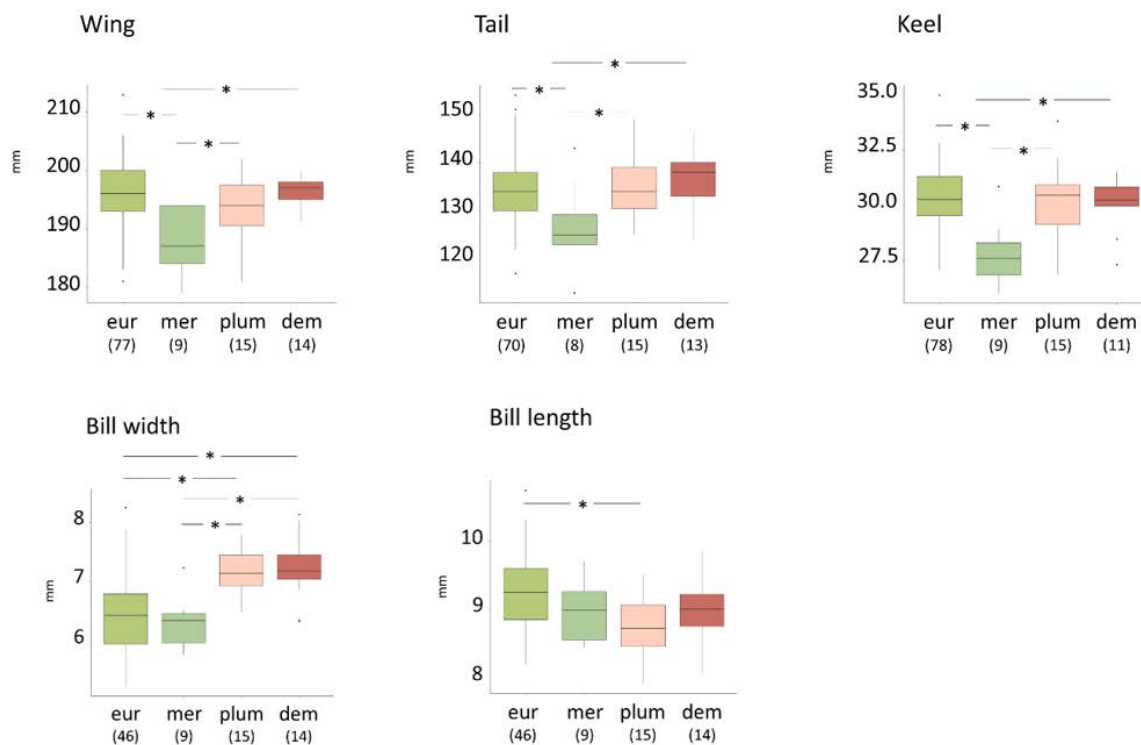 Wing
Tail
Keel
mm
210
200
190
180
*
*
*
eur mer plum dem
(77) (9) (15) (14)
mm
150
140
130
120
*
*
*
eur mer plum dem
(70) (8) (15) (13)
mm
35.0
32.5
30.0
27.5
*
*
*
eur mer plum dem
(78) (9) (15) (11)
Bill width
Bill length
mm
8
7
6
*
*
*
*
eur mer plum dem
(46) (9) (15) (14)
mm
10
9
8
*
eur mer plum dem
(46) (9) (15) (14)